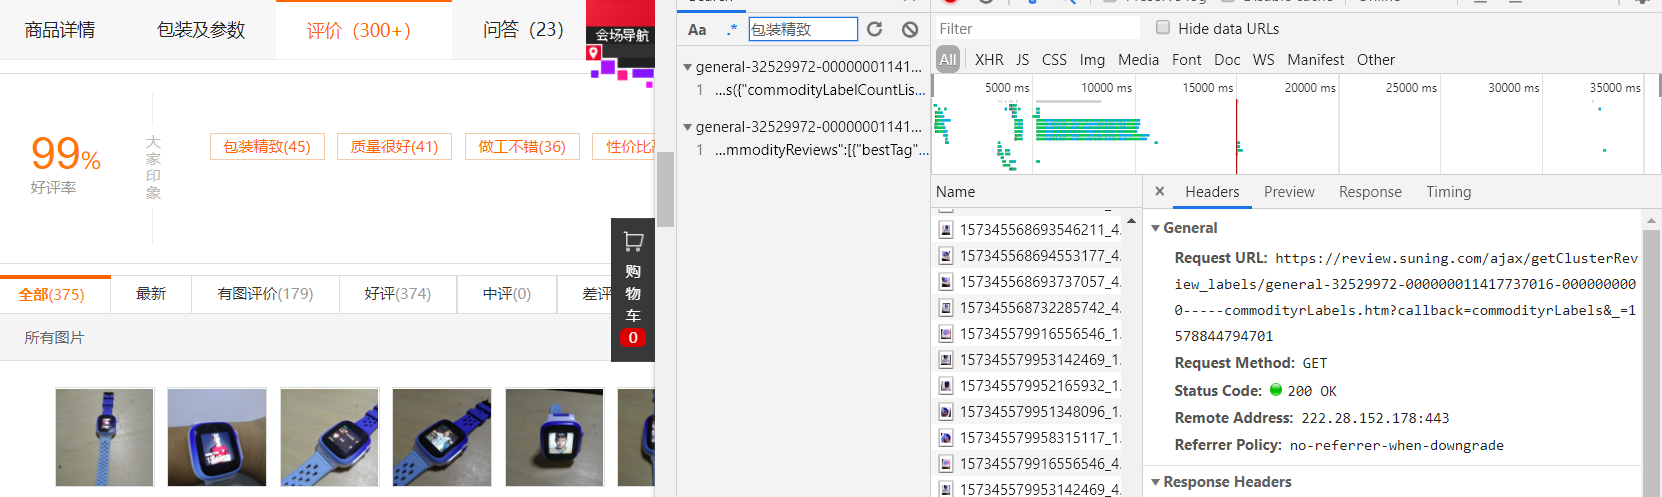 商品详情
包装及参数
评价（300+）
问答（23）
会场导航
99%
好评率
大家印象
包装精致(45)
质量很好(41)
做工不错(36)
购物车
0
全部(375)
最新
有图评价(179)
好评(374)
中评(0)
差评
所有图片
Aa
.*
包装精致
general-32529972-00000001141...
1 ...s({"commodityLabelCountLis...
general-32529972-00000001141...
1 ...mmodityReviews":[{"bestTag"...
Filter
Hide data URLs
All XHR JS CSS Img Media Font Doc WS Manifest Other
5000 ms
10000 ms
15000 ms
20000 ms
25000 ms
30000 ms
35000 ms
Name
157345568693546211_4.
157345568694553177_4.
157345568693737057_4.
157345568732285742_4.
157345579916556546_1.
157345579953142469_1.
157345579952165932_1.
157345579951348096_1.
157345579958315117_1.
157345579916556546_4.
157345579953142469_4.
× Headers Preview Response Timing
General
Request URL: https://review.suning.com/ajax/getClusterRev
iew_labels/general-32529972-000000011417737016-000000000
0-----commodityrLabels.htm?callback=commodityrLabels&_=1
578844794701
Request Method: GET
Status Code: 200 OK
Remote Address: 222.28.152.178:443
Referrer Policy: no-referrer-when-downgrade
Response Headers